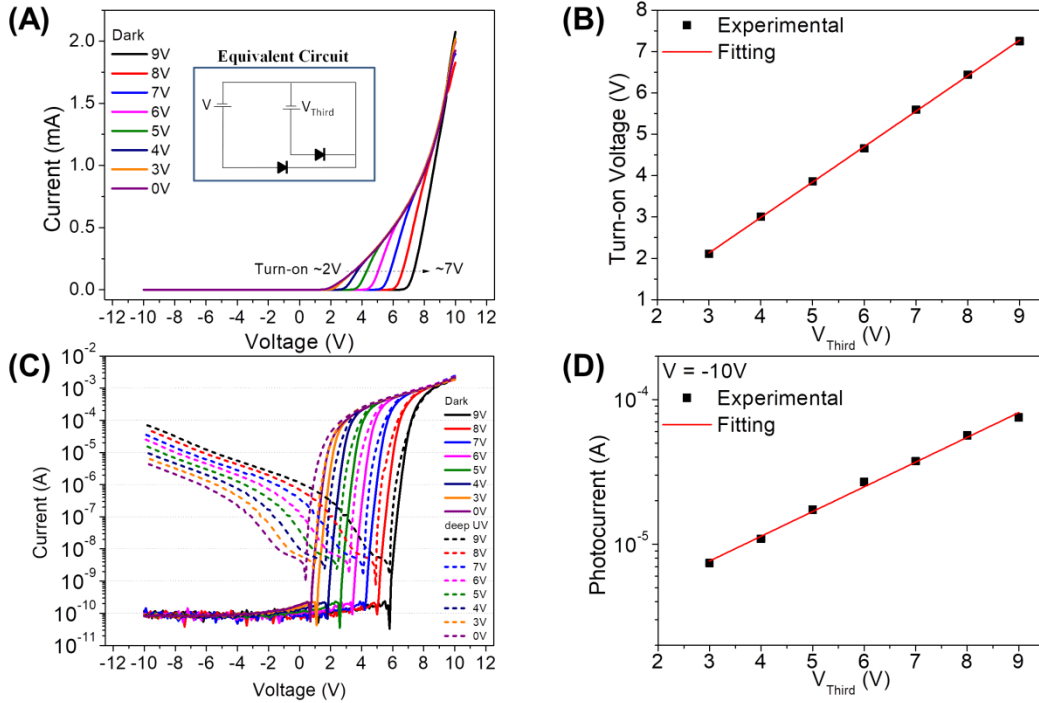 (A)
Dark
9V
8V
7V
6V
5V
4V
3V
0V
Equivalent Circuit
V
V_Third
Turn-on ~2V
~7V
Current (mA)
2.0
1.5
1.0
0.5
0.0
-12 -10 -8 -6 -4 -2 0 2 4 6 8 10 12
Voltage (V)
(B)
Experimental
Fitting
Turn-on Voltage (V)
8
7
6
5
4
3
2
1
2 3 4 5 6 7 8 9
V_Third (V)
(C)
Current (A)
10^-2
10^-3
10^-4
10^-5
10^-6
10^-7
10^-8
10^-9
10^-10
10^-11
Dark
9V
8V
7V
6V
5V
4V
3V
0V
deep UV
9V
8V
7V
6V
5V
4V
3V
0V
-12 -10 -8 -6 -4 -2 0 2 4 6 8 10 12
Voltage (V)
(D)
V = -10V
Experimental
Fitting
Photocurrent (A)
10^-4
10^-5
2 3 4 5 6 7 8 9
V_Third (V)